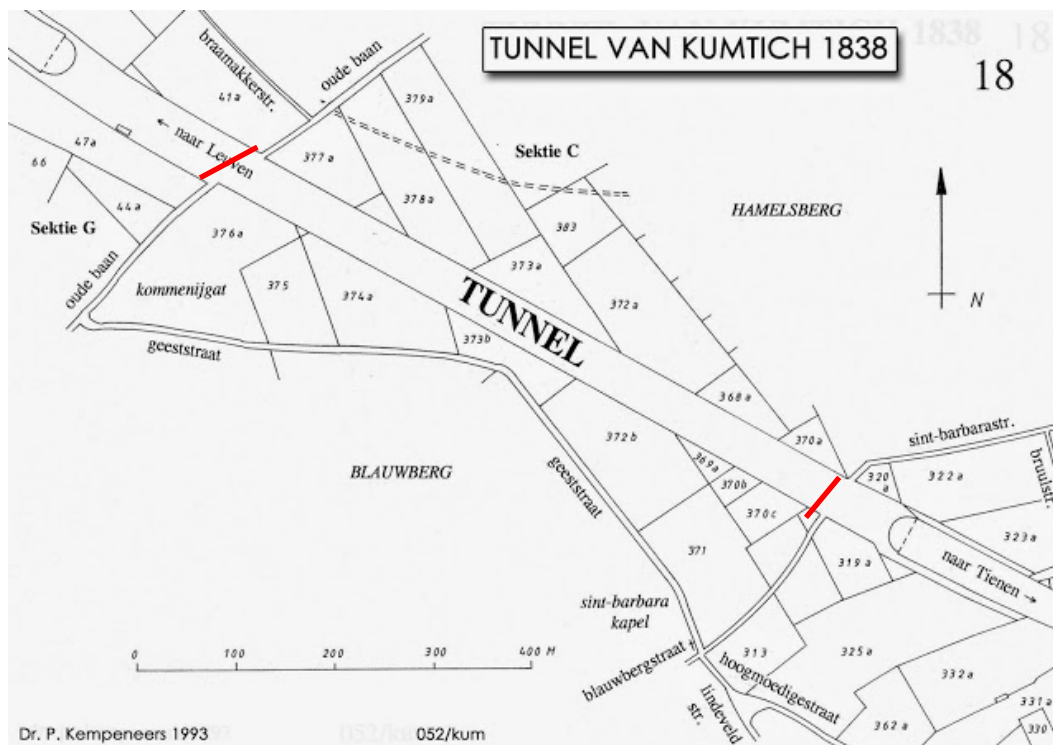 TUNNEL VAN KUMTICH 1838
18
oude baan
braamakkerstr.
41a
379a
← naar Leuven
47a
66
377a
Sektie C
44a
378a
Sektie G
376a
383
HAMELSBERG
373a
oude baan
kommenijgat
375
374a
TUNNEL
372a
N
geeststraat
373b
368a
370a
sint-barbarastr.
372b
369a
BLAUWBERG
geeststraat
370b
320
a
322a
bruulstr.
370c
323a
371
319a
naar Tienen →
sint-barbara
kapel
0 100 200 300 400 M
313
325a
blauwbergstraat
hoogmoedigestraat
332a
lindeveld
str.
331a
362a
330
Dr. P. Kempeneers 1993
052/kum